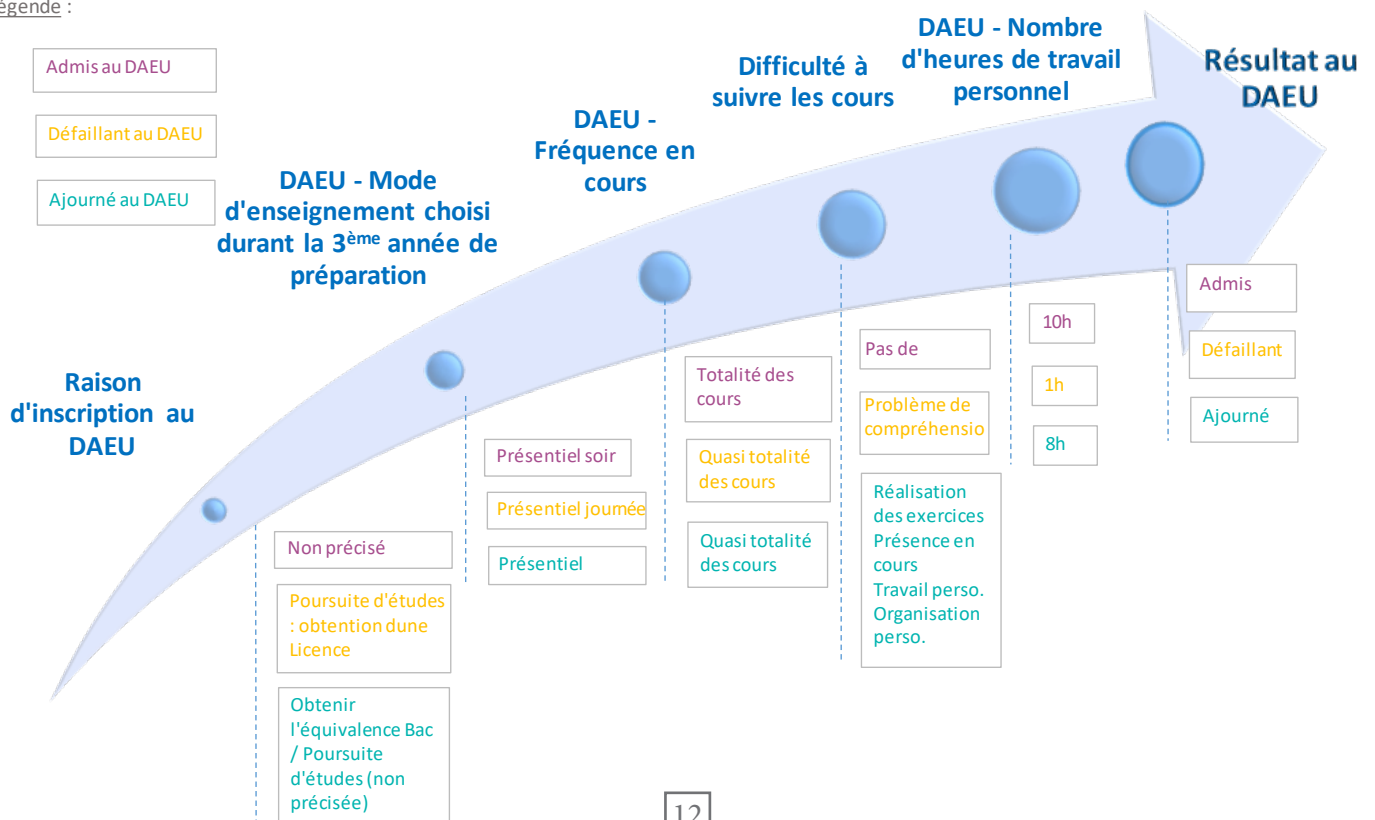 égende :
Admis au DAEU
Défaillant au DAEU
Ajourné au DAEU
Raison
d'inscription au
DAEU
DAEU - Mode
d'enseignement choisi
durant la 3ème année de
préparation
DAEU -
Fréquence en
cours
Difficulté à
suivre les cours
DAEU - Nombre
d'heures de travail
personnel
Résultat au
DAEU
Non précisé
Poursuite d'études
: obtention dune
Licence
Obtenir
l'équivalence Bac
/ Poursuite
d'études (non
précisée)
Présentiel soir
Présentiel journée
Présentiel
Totalité des
cours
Quasi totalité
des cours
Quasi totalité
des cours
Pas de
Problème de
compréhensio
Réalisation
des exercices
Présence en
cours
Travail perso.
Organisation
perso.
10h
1h
8h
Admis
Défaillant
Ajourné
12